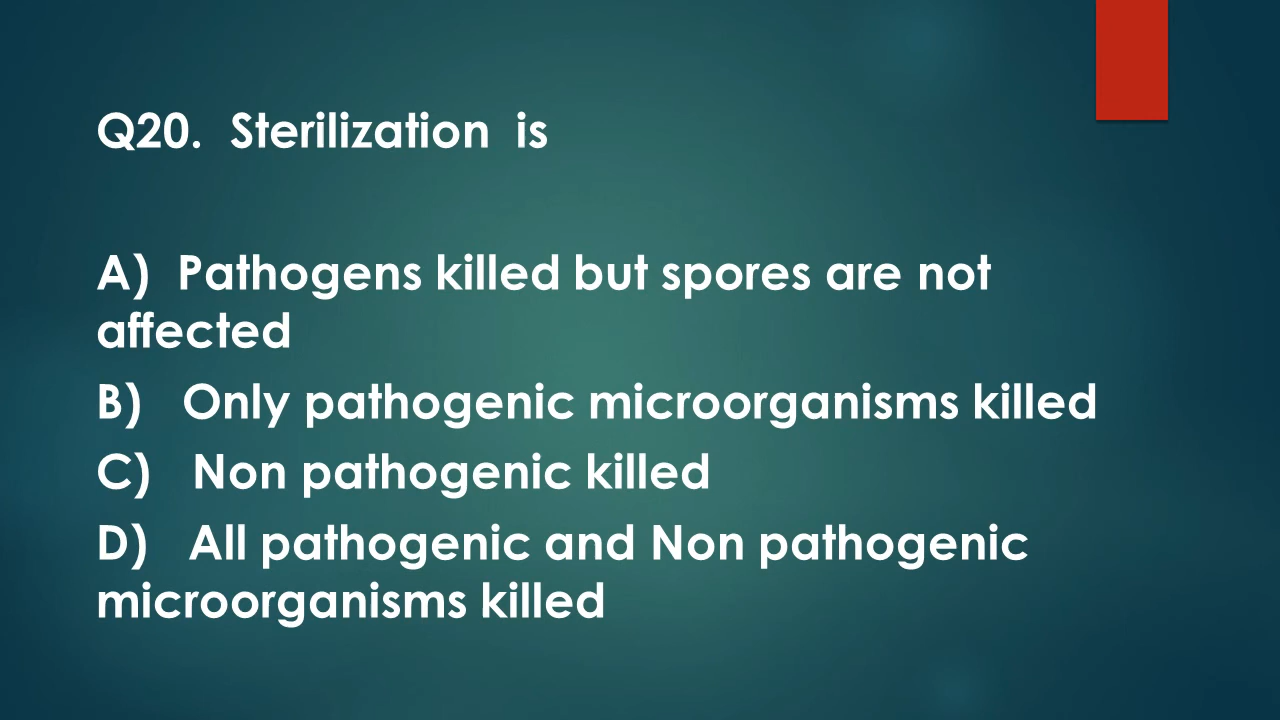 Q20. Sterilization is
A) Pathogens killed but spores are not
affected
B) Only pathogenic microorganisms killed
C) Non pathogenic killed
D) All pathogenic and Non pathogenic
microorganisms killed